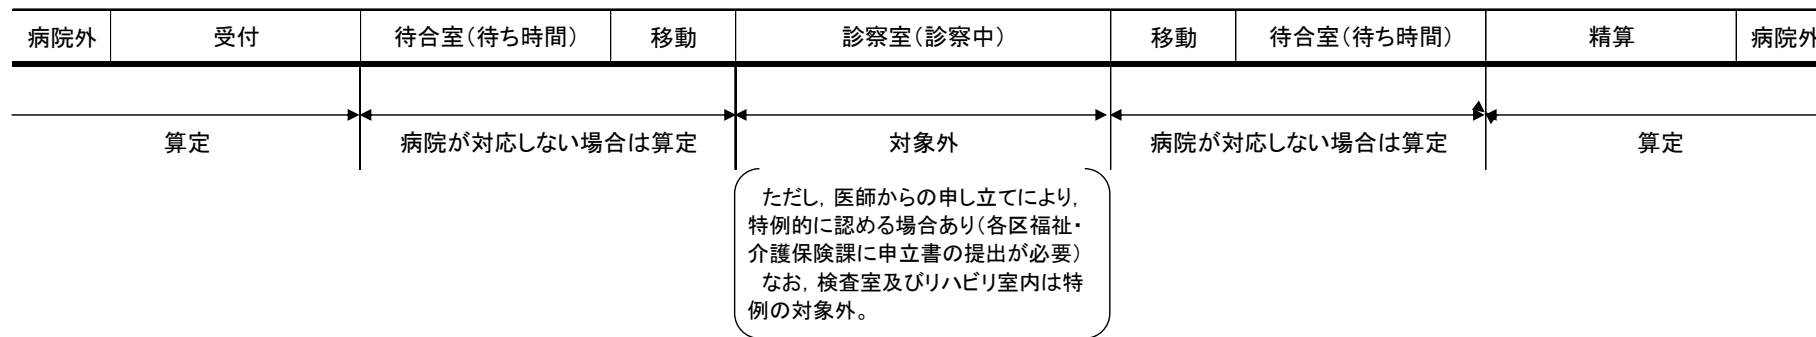 病院外 受付 待合室(待ち時間) 移動 診察室(診察中) 移動 待合室(待ち時間) 精算 病院外
算定 病院が対応しない場合は算定 対象外 病院が対応しない場合は算定 算定
ただし，医師からの申し立てにより，
特例的に認める場合あり(各区福祉・
介護保険課に申立書の提出が必要)
なお，検査室及びリハビリ室内は特
例の対象外。